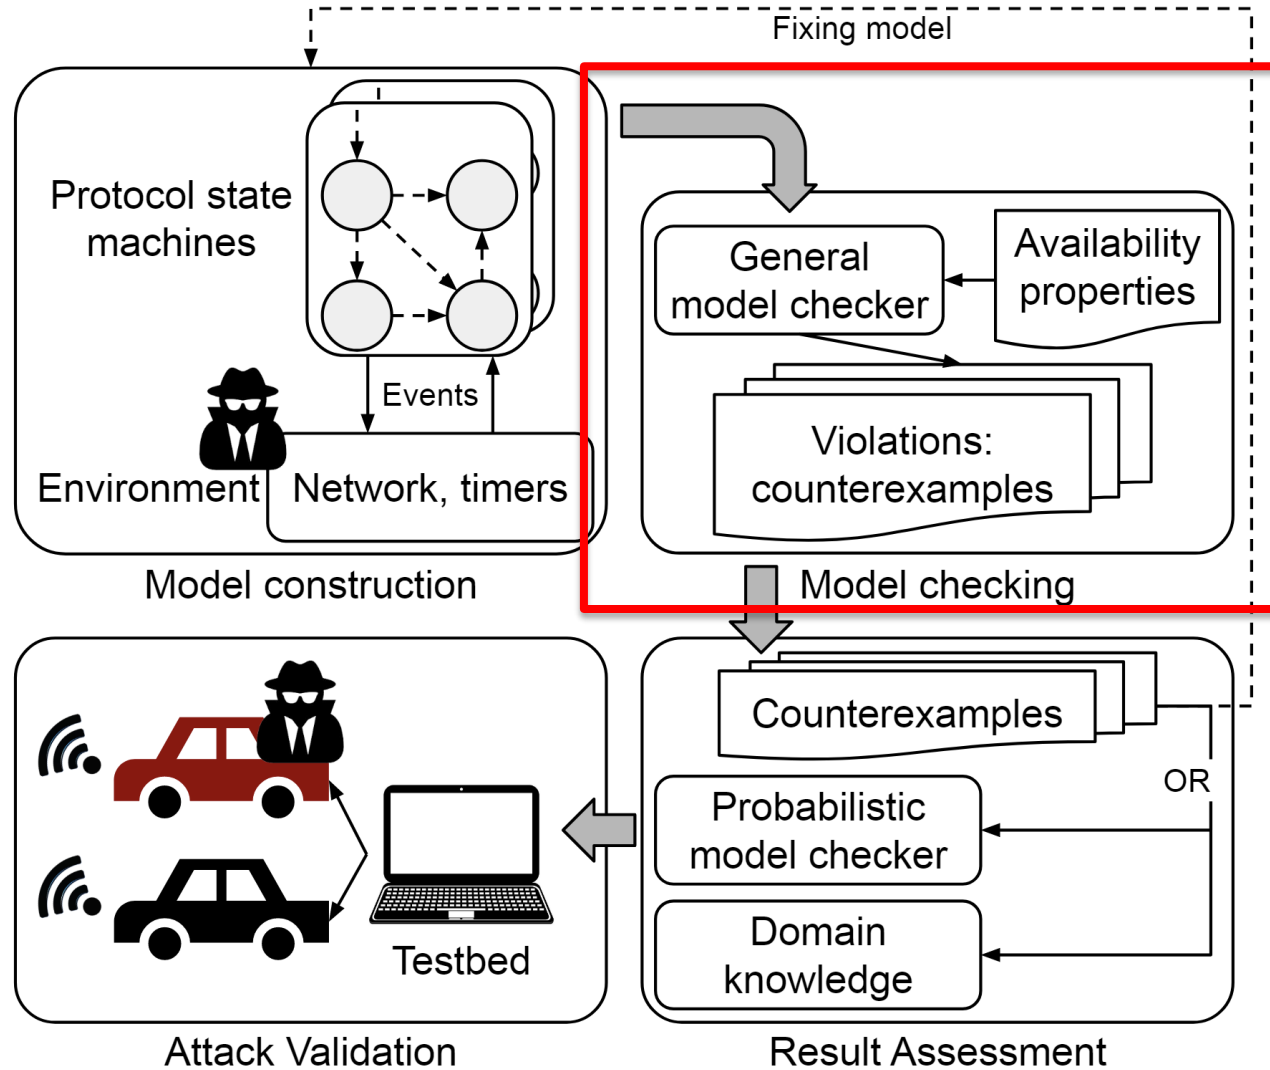 Fixing model
Protocol state
machines
Events
Environment
Network, timers
Model construction
General
model checker
Availability
properties
Violations:
counterexamples
Model checking
Counterexamples
OR
Probabilistic
model checker
Domain
knowledge
Result Assessment
Testbed
Attack Validation